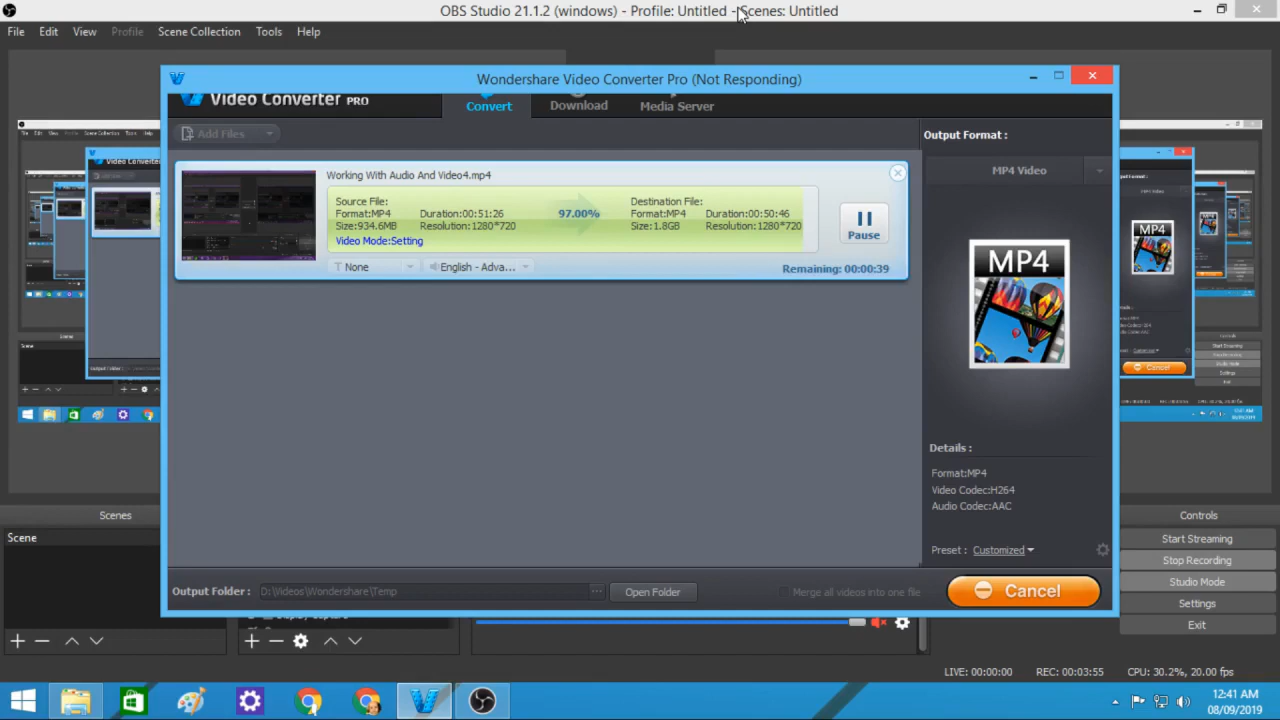 OBS Studio 21.1.2 (windows) - Profile: Untitled - Scenes: Untitled
File Edit View Profile Scene Collection Tools Help
Wondershare Video Converter Pro (Not Responding)
Video Converter PRO Convert Download Media Server
Add Files
Output Format :
MP4 Video
Working With Audio And Video4.mp4
Source File:
Format:MP4 Duration:00:51:26
Size:934.6MB Resolution:1280*720
Video Mode:Setting
97.00%
Destination File:
Format:MP4 Duration:00:50:46
Size:1.8GB Resolution:1280*720
Pause
None English - Adva...
Remaining: 00:00:39
MP4
Details :
Format:MP4
Video Codec:H264
Audio Codec:AAC
Preset : Customized
Output Folder : D:\Videos\Wondershare\Temp ... Open Folder Merge all videos into one file Cancel
Scenes
Scene
Controls
Start Streaming
Stop Recording
Studio Mode
Settings
Exit
LIVE: 00:00:00 REC: 00:03:55 CPU: 30.2%, 20.00 fps
12:41 AM
08/09/2019